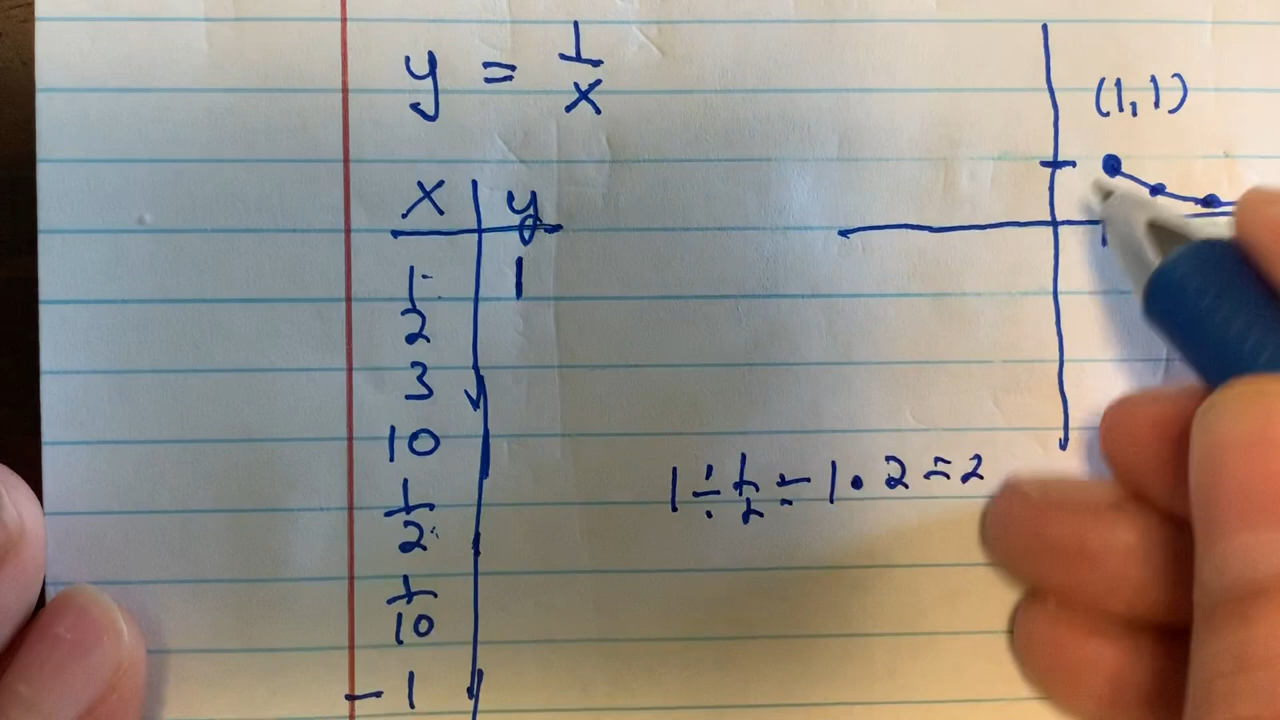 y = 1/x
(1,1)
x y
1 1
2
3
10
1/2
1/10
-1
1 ÷ 1/2 = 1 • 2 = 2